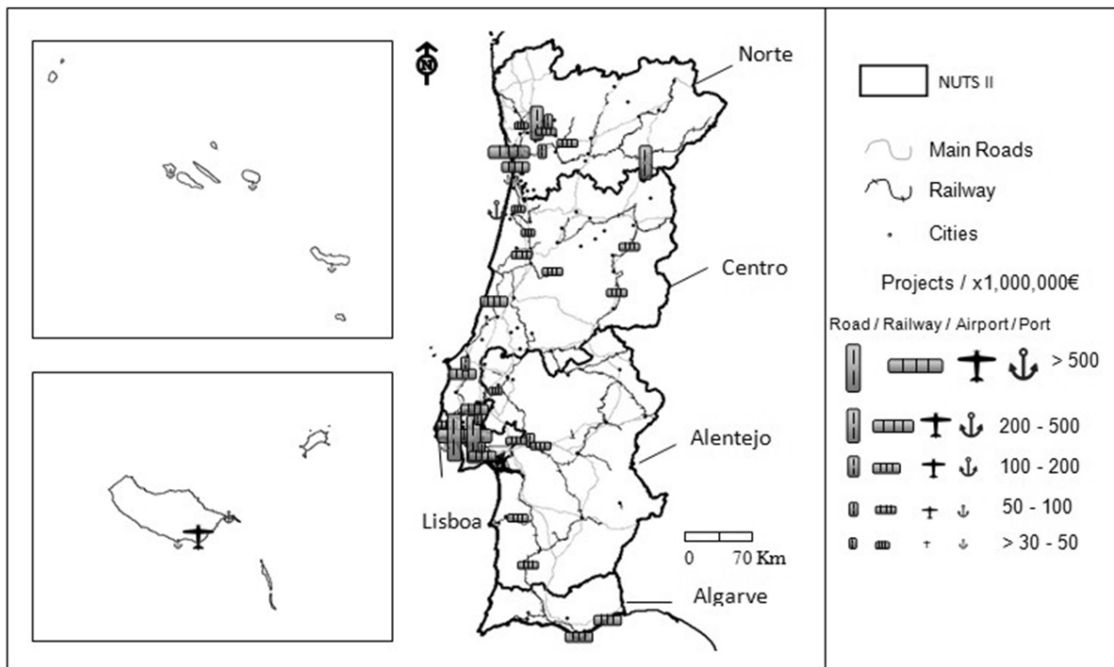 N
Norte
Centro
Alentejo
Lisboa
0 70 Km
Algarve
NUTS II
Main Roads
Railway
Cities
Projects / x1,000,000€
Road / Railway / Airport / Port
> 500
200 - 500
100 - 200
50 - 100
> 30 - 50